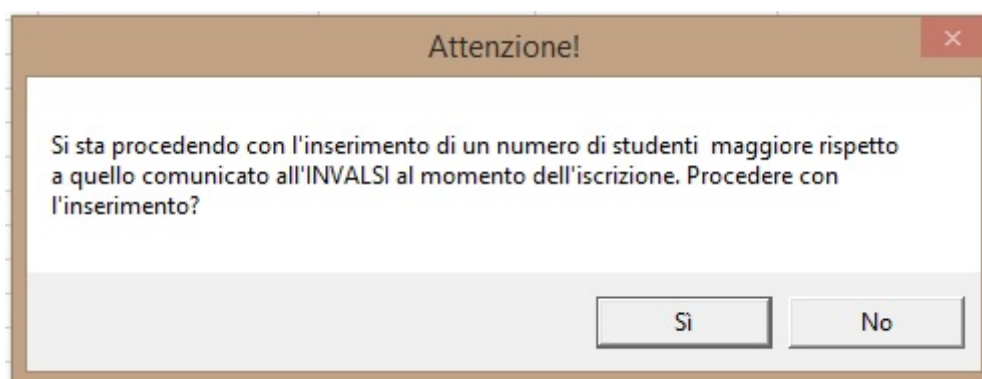 Attenzione!
Si sta procedendo con l'inserimento di un numero di studenti  maggiore rispetto
a quello comunicato all'INVALSI al momento dell'iscrizione. Procedere con
l'inserimento?
Sì
No